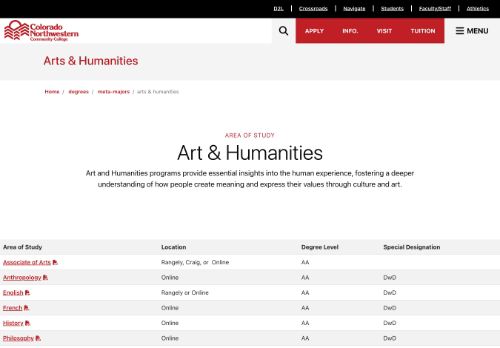 D2L Crossroads Navigate Students Faculty/Staff Athletics
Colorado
Northwestern
Community College
APPLY INFO. VISIT TUITION MENU
Arts & Humanities
Home / degrees / meta-majors / arts & humanities
AREA OF STUDY
Art & Humanities
Art and Humanities programs provide essential insights into the human experience, fostering a deeper
understanding of how people create meaning and express their values through culture and art.
Area of Study Location Degree Level Special Designation
Associate of Arts Rangely, Craig, or Online AA
Anthropology Online AA DwD
English Rangely or Online AA DwD
French Online AA DwD
History Online AA DwD
Philosophy Online AA DwD